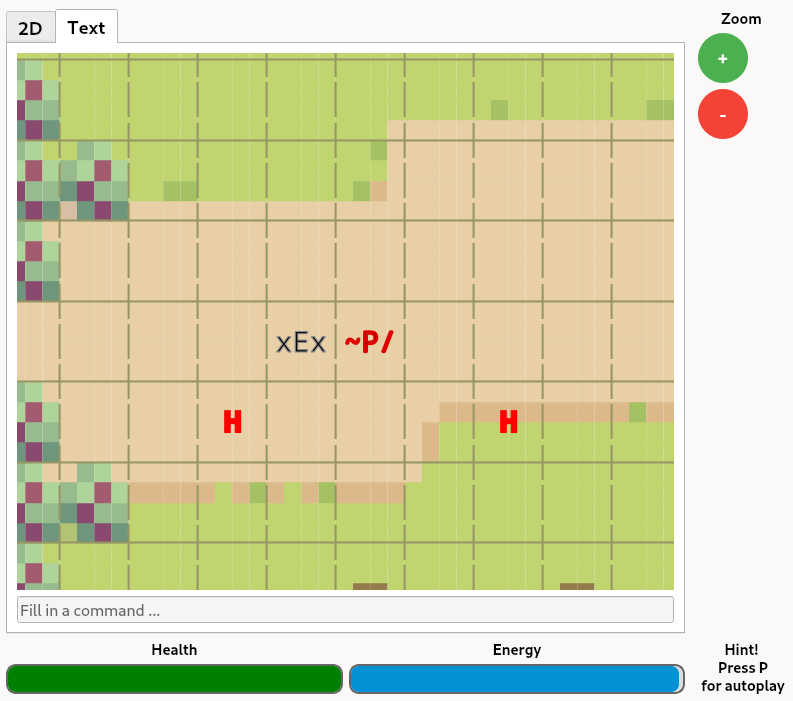 2D
Text
Zoom
+
-
xEx ~P/
H
H
Fill in a command ...
Health
Energy
Hint!
Press P
for autoplay